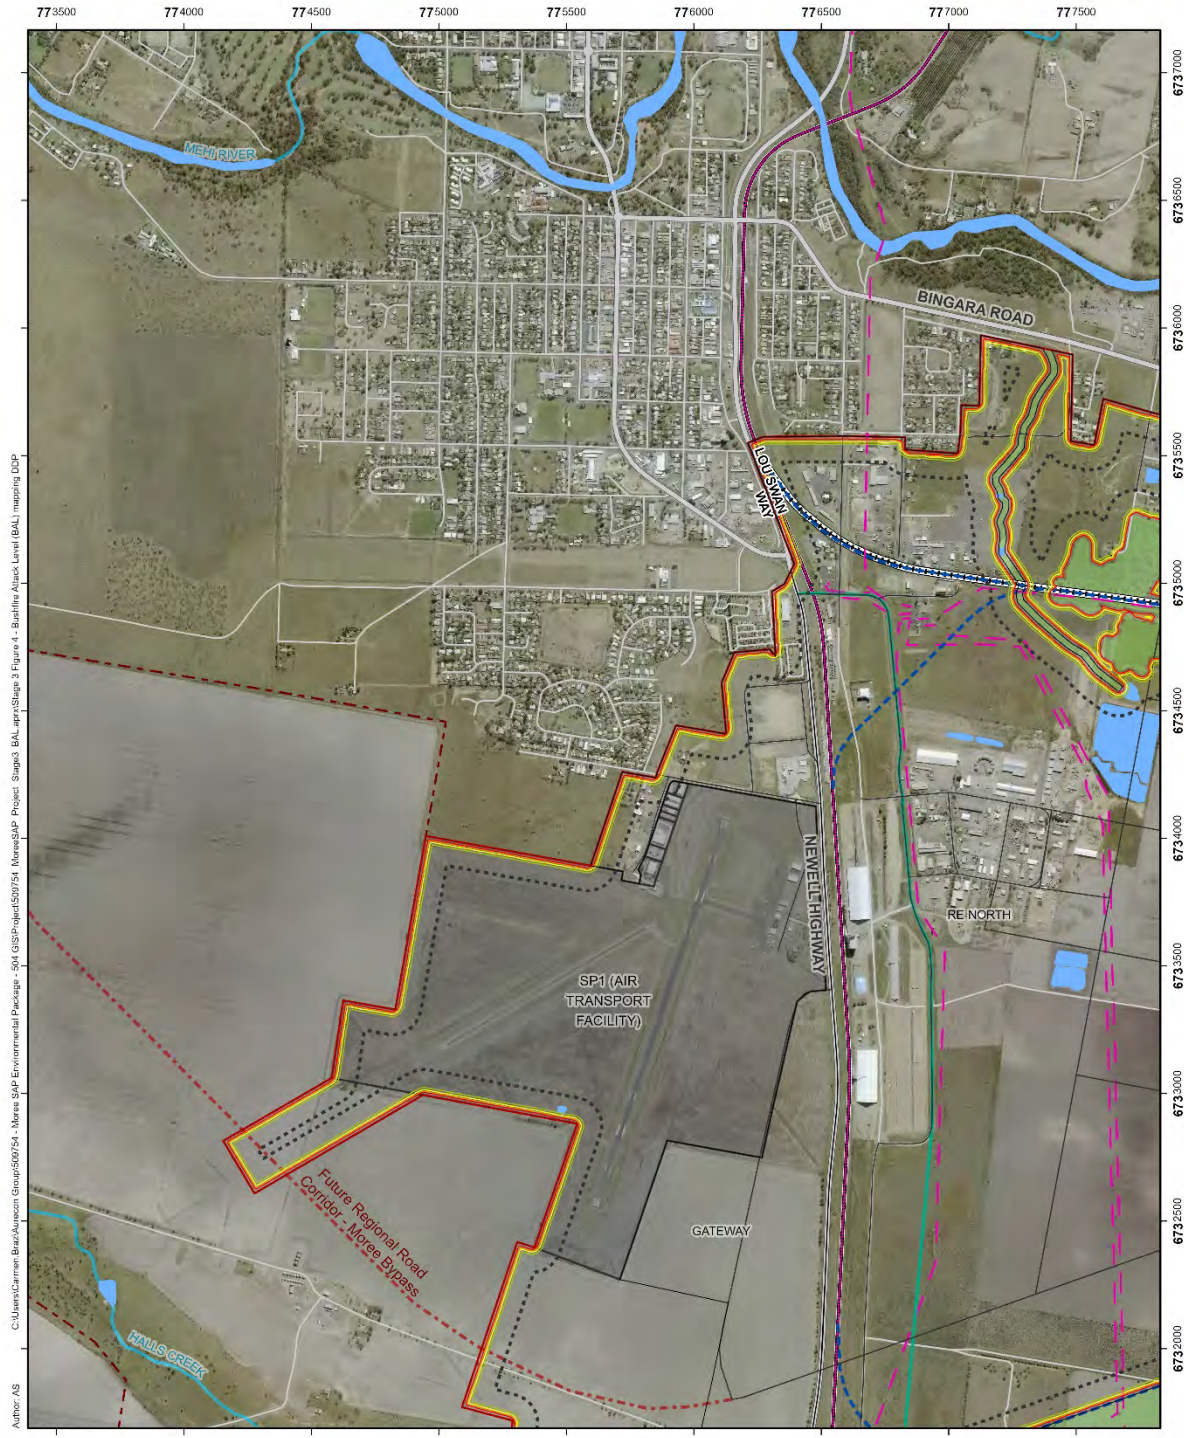 773500 774000 774500 775000 775500 776000 776500 777000 777500
6737000
MEHI RIVER
6736500
BINGARA ROAD
6736000
6735500
LOU SWAN
WAY
6735000
6734500
6734000
NEWELL HIGHWAY
RE NORTH
6733500
SP1 (AIR
TRANSPORT
FACILITY)
6733000
Future Regional Road
Corridor - Moree Bypass
6732500
GATEWAY
HALLS CREEK
6732000
Author: AS
C:\Users\Carmen.Braz\Aurecon Group\509754 - Moree SAP Environmental Package - 504 GIS\Project\509754_MoreeSAP_Project_Stage3_BAL.aprx\Stage 3 Figure 4 - Bushfire Attack Level (BAL) mapping DDP